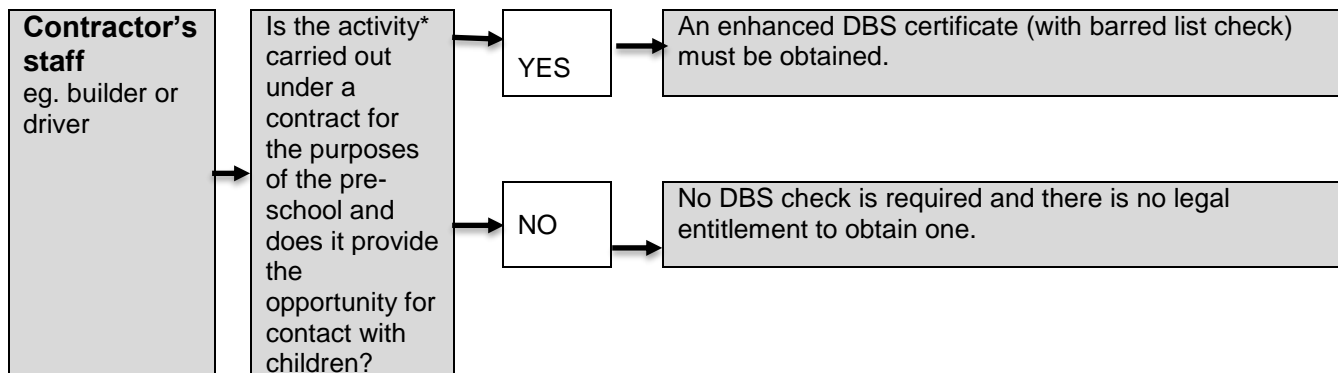 Contractor's
staff
eg. builder or
driver
Is the activity*
carried out
under a
contract for
the purposes
of the pre-
school and
does it provide
the
opportunity for
contact with
children?
YES
An enhanced DBS certificate (with barred list check)
must be obtained.
NO
No DBS check is required and there is no legal
entitlement to obtain one.